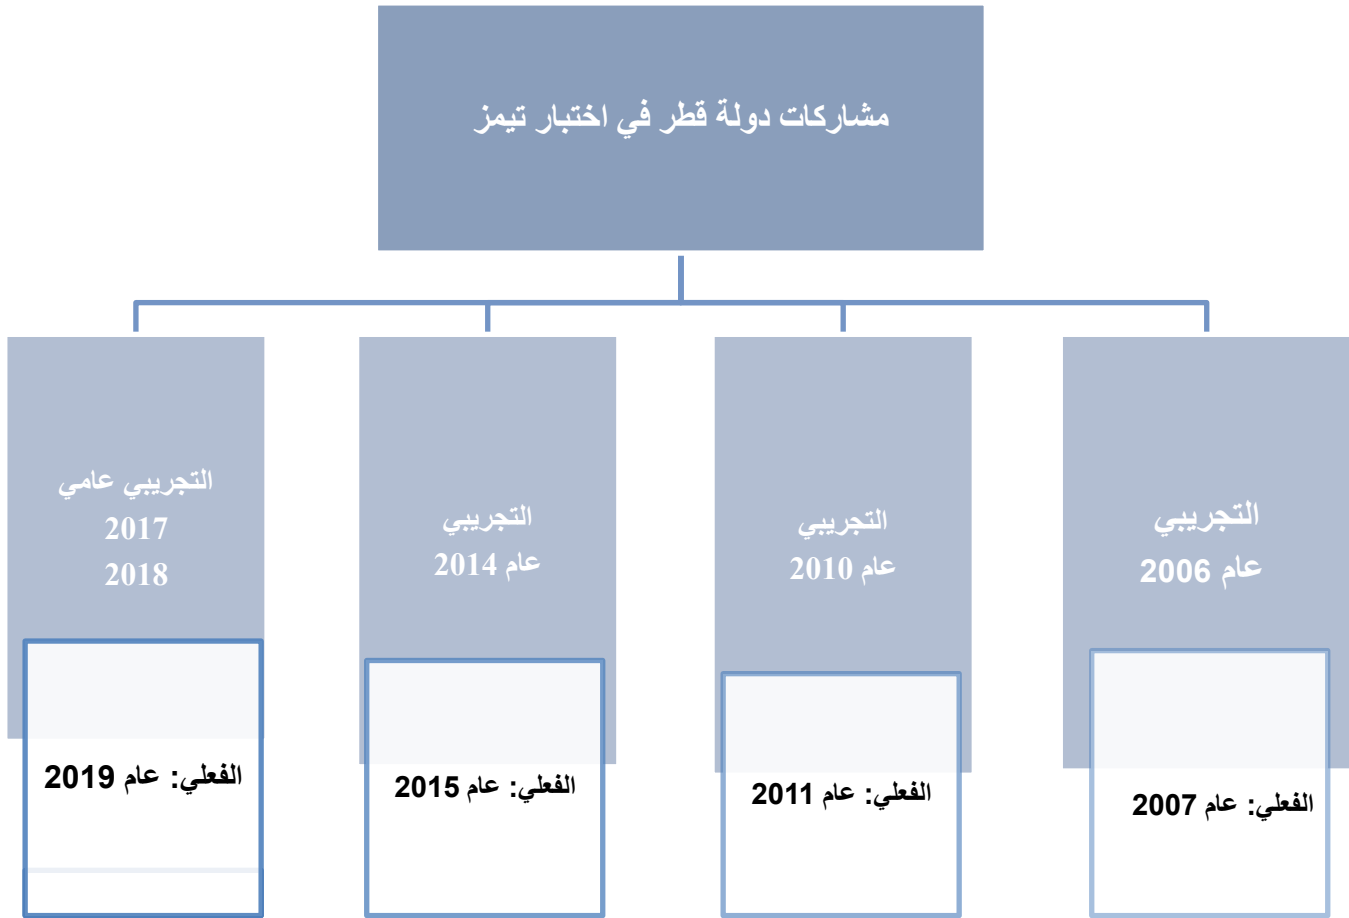 مشاركات دولة قطر في اختبار تيمز
التجريبي
عام 2006
الفعلي: عام 2007
التجريبي
عام 2010
الفعلي: عام 2011
التجريبي
عام 2014
الفعلي: عام 2015
التجريبي عامي
2017
2018
الفعلي: عام 2019